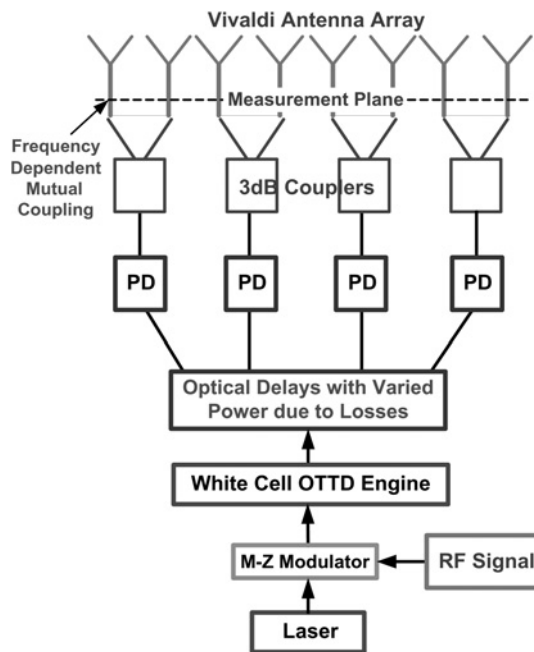 Vivaldi Antenna Array
Measurement Plane
Frequency
Dependent
Mutual
Coupling
3dB Couplers
PD PD PD PD
Optical Delays with Varied
Power due to Losses
White Cell OTTD Engine
M-Z Modulator
RF Signal
Laser